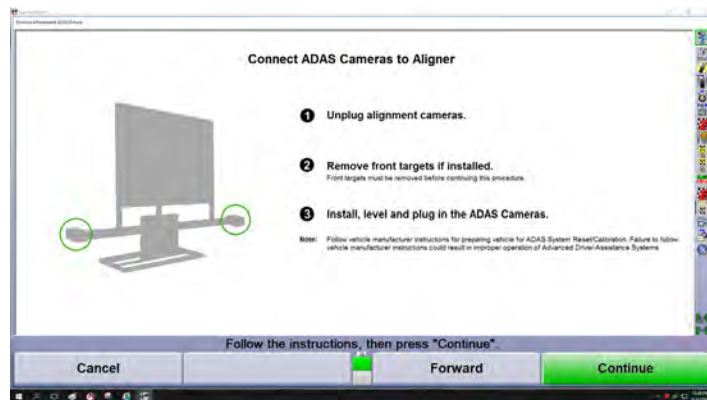 Connect ADAS Cameras to Aligner
1 Unplug alignment cameras.
2 Remove front targets if installed.
Front targets must be removed before continuing this procedure.
3 Install, level and plug in the ADAS Cameras.
Note: Follow vehicle manufacturer instructions for preparing vehicle for ADAS System Reset/Calibration. Failure to follow
vehicle manufacturer instructions could result in improper operation of Advanced Driver-Assistance Systems
Follow the instructions, then press "Continue".
Cancel
Forward
Continue